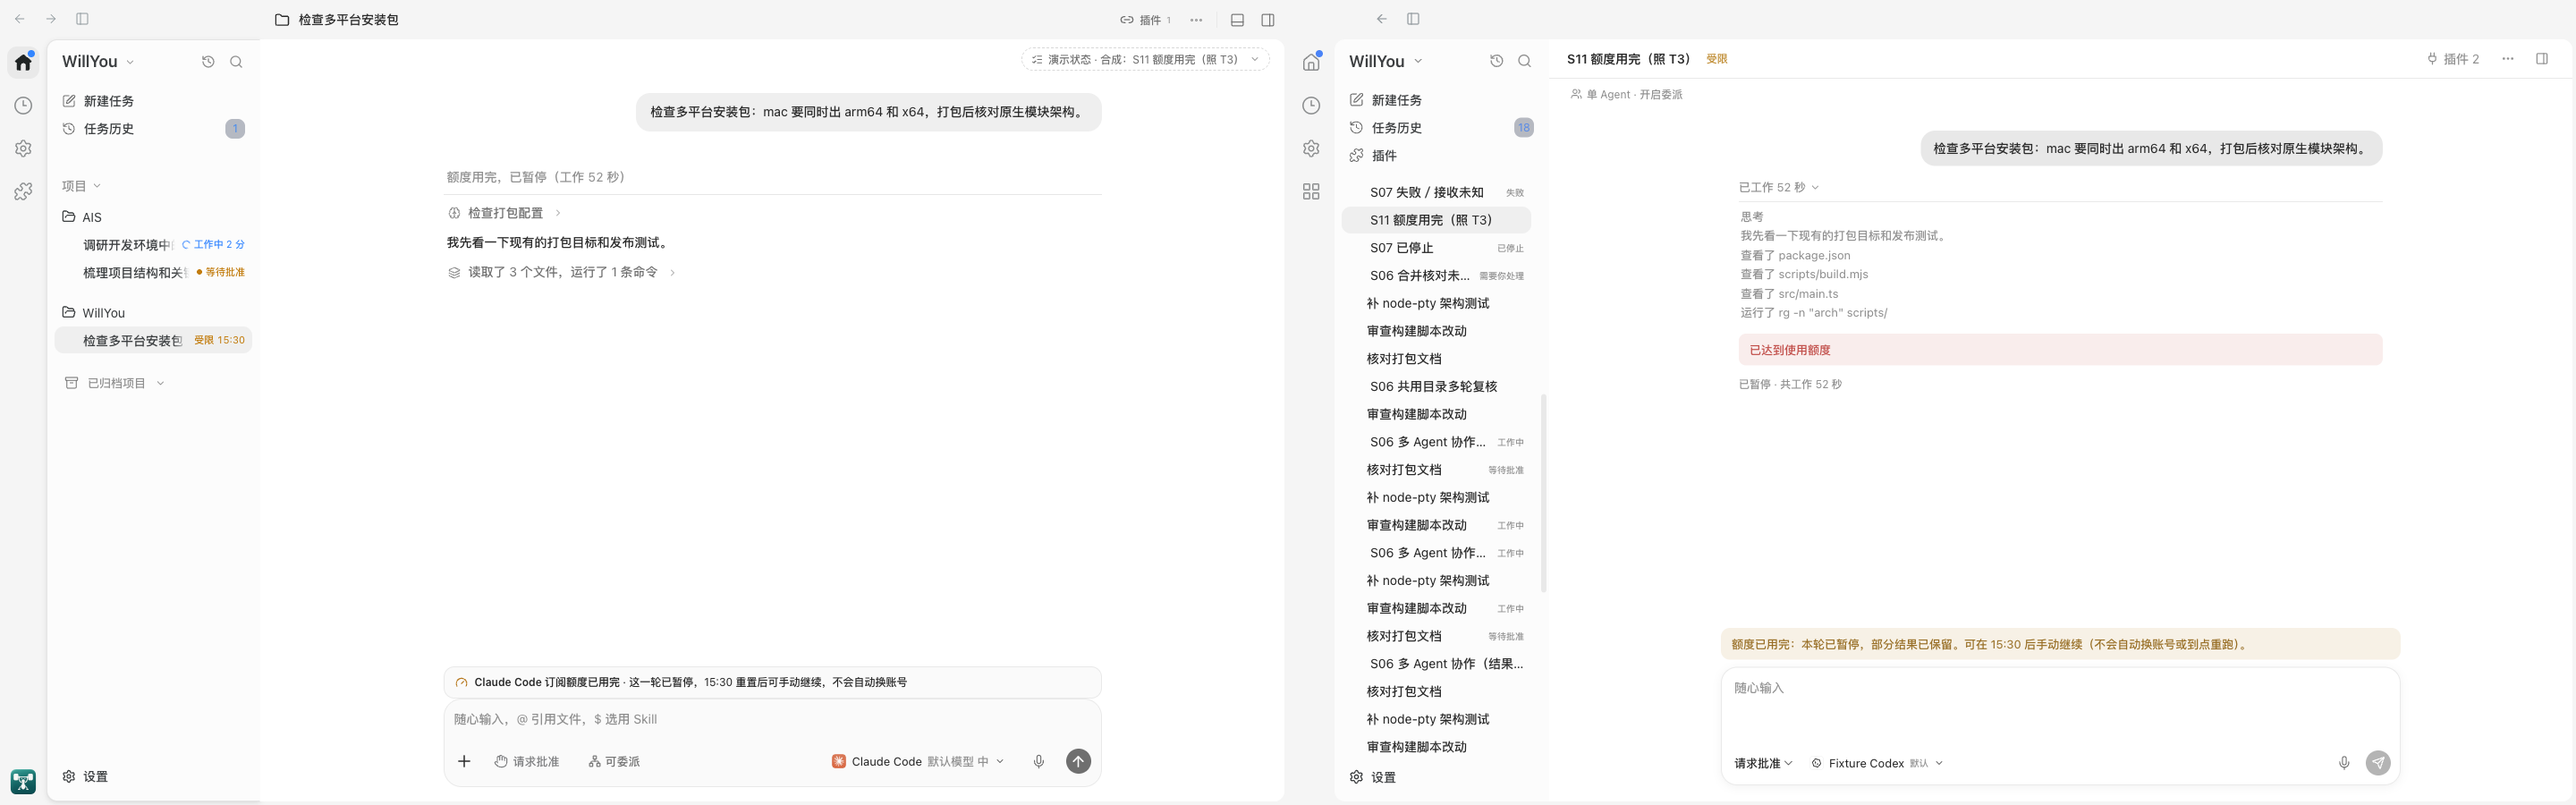 检查多平台安装包
插件 1
WillYou
新建任务
任务历史 1
项目
AIS
调研开发环境中 工作中 2 分
梳理项目结构和关 等待批准
WillYou
检查多平台安装包 受限 15:30
已归档项目
设置
演示状态 · 合成：S11 额度用完（照 T3）
检查多平台安装包：mac 要同时出 arm64 和 x64，打包后核对原生模块架构。
额度用完，已暂停（工作 52 秒）
检查打包配置
我先看一下现有的打包目标和发布测试。
读取了 3 个文件，运行了 1 条命令
Claude Code 订阅额度已用完 · 这一轮已暂停，15:30 重置后可手动继续，不会自动换账号
随心输入，@ 引用文件，$ 选用 Skill
请求批准 可委派 Claude Code 默认模型 中
WillYou
新建任务
任务历史 18
插件
S07 失败 / 接收未知 失败
S11 额度用完（照 T3）
S07 已停止 已停止
S06 合并核对未... 需要你处理
补 node-pty 架构测试
审查构建脚本改动
核对打包文档
S06 共用目录多轮复核
审查构建脚本改动
S06 多 Agent 协作... 工作中
核对打包文档 等待批准
补 node-pty 架构测试
审查构建脚本改动 工作中
S06 多 Agent 协作... 工作中
补 node-pty 架构测试
审查构建脚本改动 工作中
核对打包文档 等待批准
S06 多 Agent 协作（结果...
核对打包文档
补 node-pty 架构测试
审查构建脚本改动
设置
S11 额度用完（照 T3） 受限
插件 2
单 Agent · 开启委派
检查多平台安装包：mac 要同时出 arm64 和 x64，打包后核对原生模块架构。
已工作 52 秒
思考
我先看一下现有的打包目标和发布测试。
查看了 package.json
查看了 scripts/build.mjs
查看了 src/main.ts
运行了 rg -n "arch" scripts/
已达到使用额度
已暂停 · 共工作 52 秒
额度已用完：本轮已暂停，部分结果已保留。可在 15:30 后手动继续（不会自动换账号或到点重跑）。
随心输入
请求批准 Fixture Codex 默认